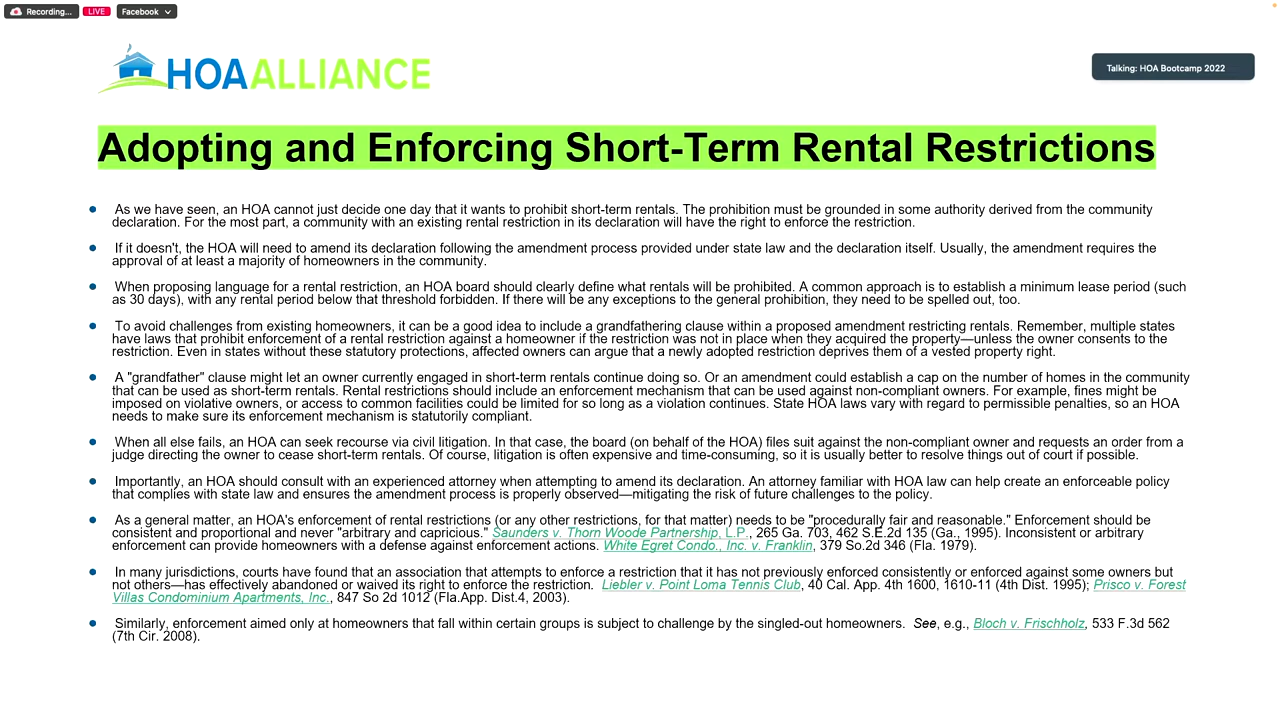 Recording...
LIVE
Facebook
HOAALLIANCE
Talking: HOA Bootcamp 2022
Adopting and Enforcing Short-Term Rental Restrictions
• As we have seen, an HOA cannot just decide one day that it wants to prohibit short-term rentals. The prohibition must be grounded in some authority derived from the community
declaration. For the most part, a community with an existing rental restriction in its declaration will have the right to enforce the restriction.
• If it doesn't, the HOA will need to amend its declaration following the amendment process provided under state law and the declaration itself. Usually, the amendment requires the
approval of at least a majority of homeowners in the community.
• When proposing language for a rental restriction, an HOA board should clearly define what rentals will be prohibited. A common approach is to establish a minimum lease period (such
as 30 days), with any rental period below that threshold forbidden. If there will be any exceptions to the general prohibition, they need to be spelled out, too.
• To avoid challenges from existing homeowners, it can be a good idea to include a grandfathering clause within a proposed amendment restricting rentals. Remember, multiple states
have laws that prohibit enforcement of a rental restriction against a homeowner if the restriction was not in place when they acquired the property—unless the owner consents to the
restriction. Even in states without these statutory protections, affected owners can argue that a newly adopted restriction deprives them of a vested property right.
• A "grandfather" clause might let an owner currently engaged in short-term rentals continue doing so. Or an amendment could establish a cap on the number of homes in the community
that can be used as short-term rentals. Rental restrictions should include an enforcement mechanism that can be used against non-compliant owners. For example, fines might be
imposed on violative owners, or access to common facilities could be limited for so long as a violation continues. State HOA laws vary with regard to permissible penalties, so an HOA
needs to make sure its enforcement mechanism is statutorily compliant.
• When all else fails, an HOA can seek recourse via civil litigation. In that case, the board (on behalf of the HOA) files suit against the non-compliant owner and requests an order from a
judge directing the owner to cease short-term rentals. Of course, litigation is often expensive and time-consuming, so it is usually better to resolve things out of court if possible.
• Importantly, an HOA should consult with an experienced attorney when attempting to amend its declaration. An attorney familiar with HOA law can help create an enforceable policy
that complies with state law and ensures the amendment process is properly observed—mitigating the risk of future challenges to the policy.
• As a general matter, an HOA's enforcement of rental restrictions (or any other restrictions, for that matter) needs to be "procedurally fair and reasonable." Enforcement should be
consistent and proportional and never "arbitrary and capricious." Saunders v. Thorn Woode Partnership, L.P., 265 Ga. 703, 462 S.E.2d 135 (Ga., 1995). Inconsistent or arbitrary
enforcement can provide homeowners with a defense against enforcement actions. White Egret Condo., Inc. v. Franklin, 379 So.2d 346 (Fla. 1979).
• In many jurisdictions, courts have found that an association that attempts to enforce a restriction that it has not previously enforced consistently or enforced against some owners but
not others—has effectively abandoned or waived its right to enforce the restriction. Liebler v. Point Loma Tennis Club, 40 Cal. App. 4th 1600, 1610-11 (4th Dist. 1995); Prisco v. Forest
Villas Condominium Apartments, Inc., 847 So 2d 1012 (Fla.App. Dist.4, 2003).
• Similarly, enforcement aimed only at homeowners that fall within certain groups is subject to challenge by the singled-out homeowners. See, e.g., Bloch v. Frischholz, 533 F.3d 562
(7th Cir. 2008).